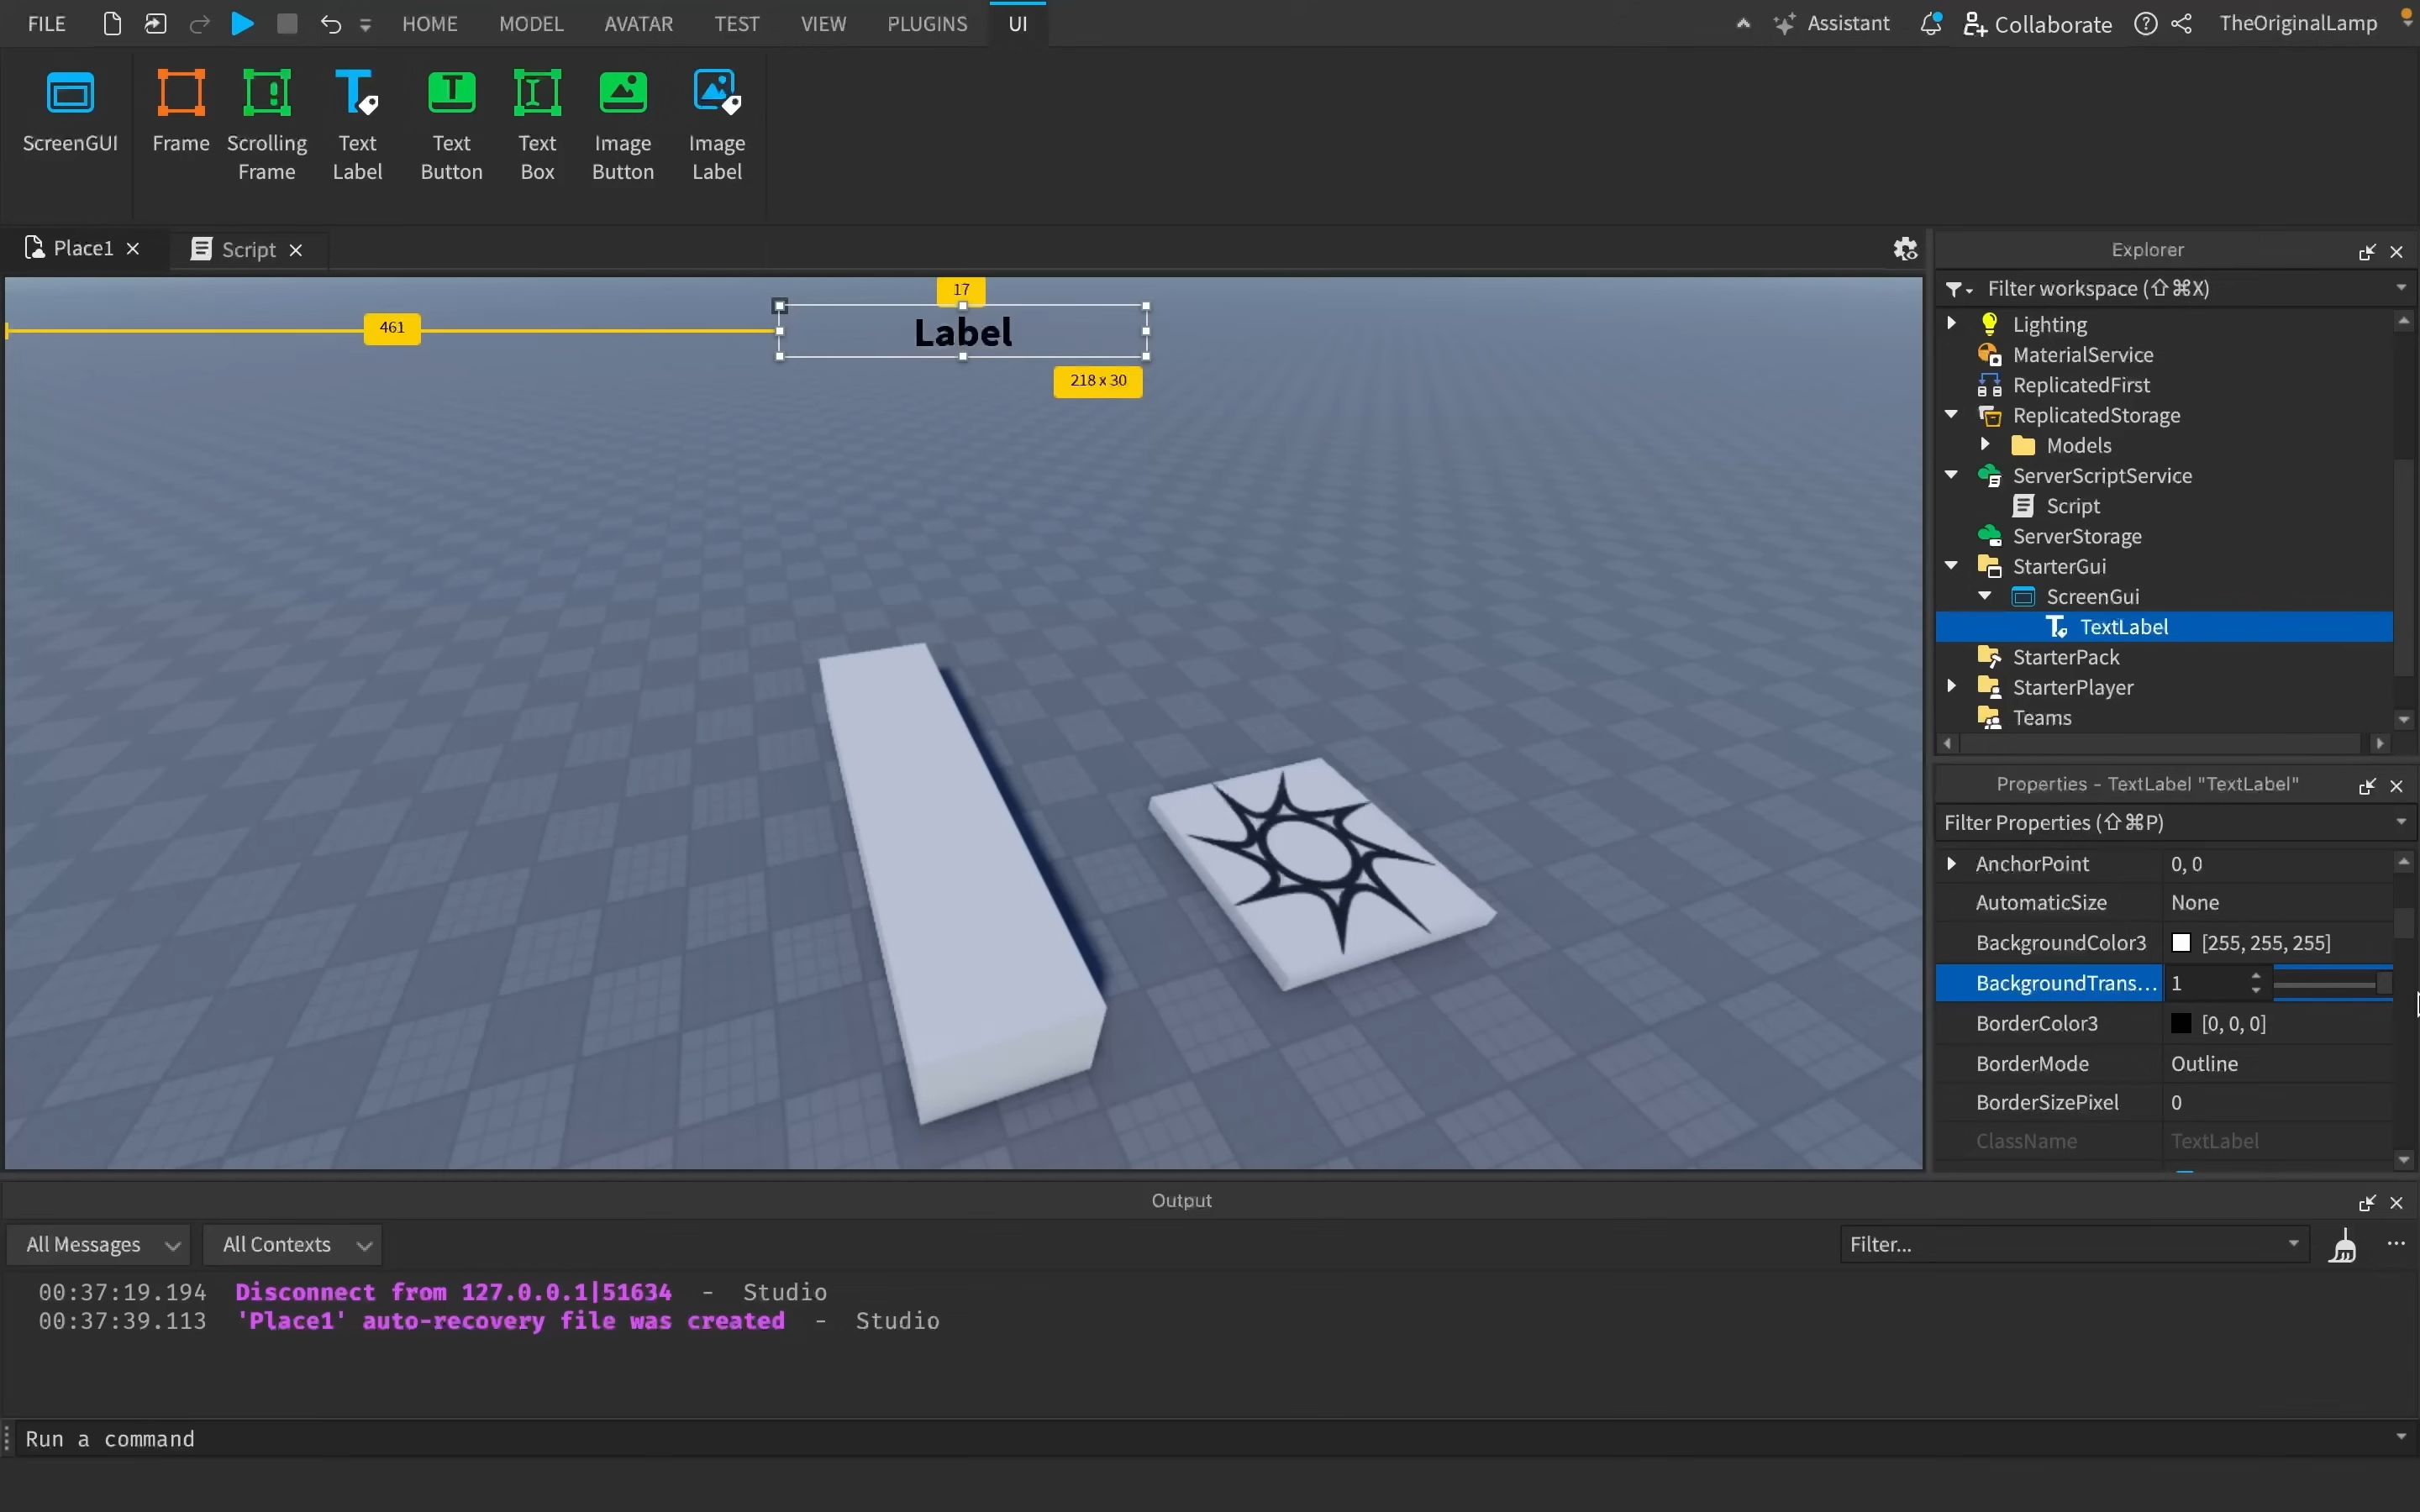 FILE HOME MODEL AVATAR TEST VIEW PLUGINS UI Assistant Collaborate TheOriginalLamp
ScreenGUI
Frame
Scrolling
Frame
Text
Label
Text
Button
Text
Box
Image
Button
Image
Label
Place1
Script
17
461
Label
218 x 30
Explorer
Filter workspace (⇧⌘X)
Lighting
MaterialService
ReplicatedFirst
ReplicatedStorage
Models
ServerScriptService
Script
ServerStorage
StarterGui
ScreenGui
TextLabel
StarterPack
StarterPlayer
Teams
Properties - TextLabel "TextLabel"
Filter Properties (⇧⌘P)
AnchorPoint 0, 0
AutomaticSize None
BackgroundColor3 [255, 255, 255]
BackgroundTrans... 1
BorderColor3 [0, 0, 0]
BorderMode Outline
BorderSizePixel 0
ClassName TextLabel
Output
All Messages All Contexts Filter...
00:37:19.194 Disconnect from 127.0.0.1|51634 - Studio
00:37:39.113 'Place1' auto-recovery file was created - Studio
Run a command